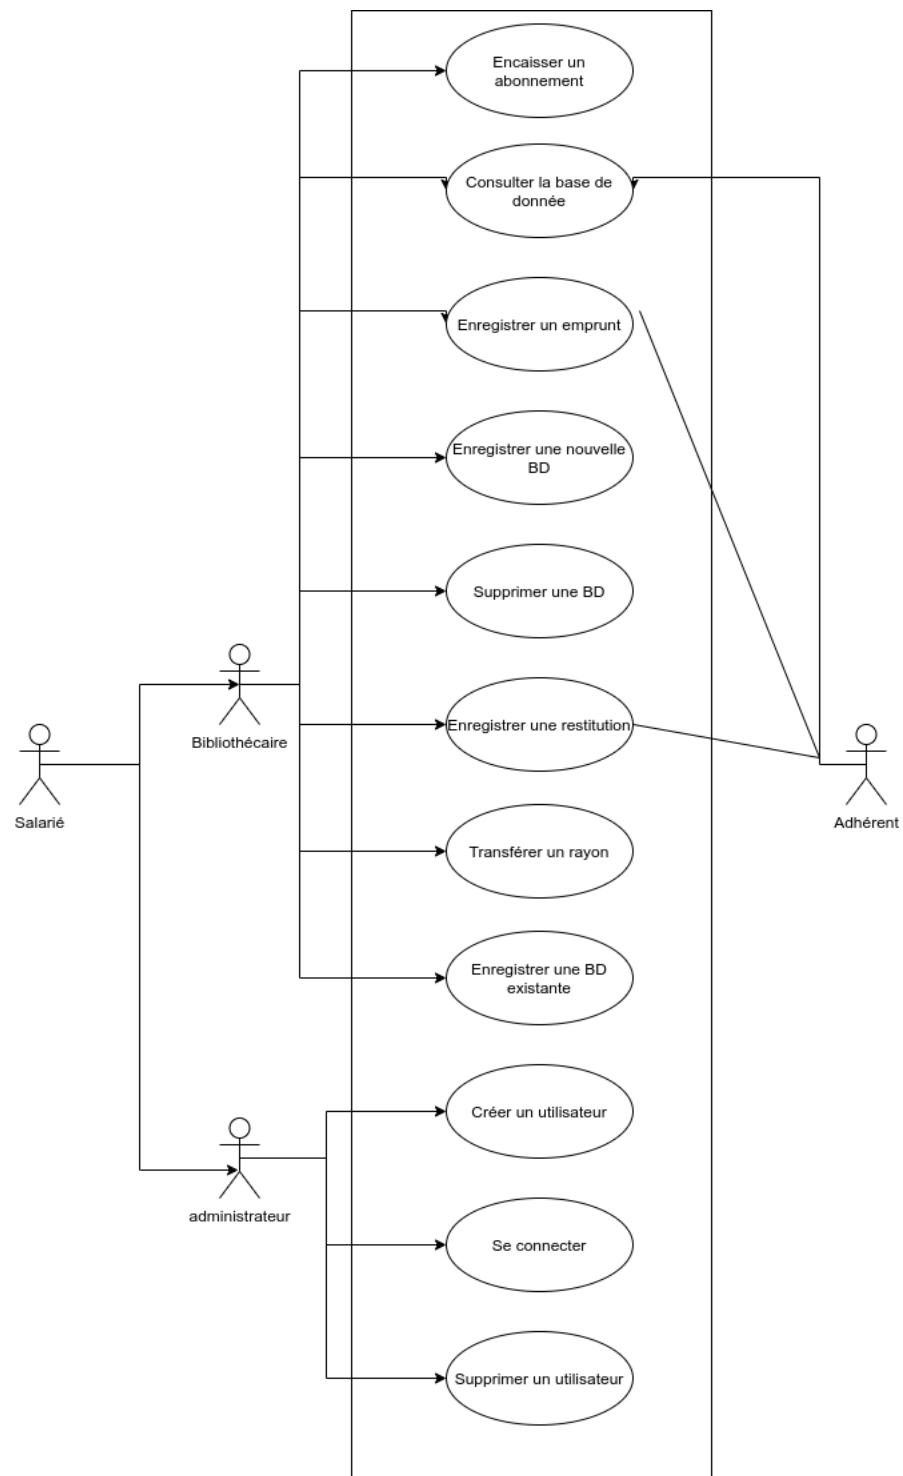 Encaisser un
abonnement
Consulter la base de
donnée
Enregistrer un emprunt
Enregistrer une nouvelle
BD
Supprimer une BD
Bibliothécaire
Enregistrer une restitution
Salarié
Adhérent
Transférer un rayon
Enregistrer une BD
existante
Créer un utilisateur
administrateur
Se connecter
Supprimer un utilisateur